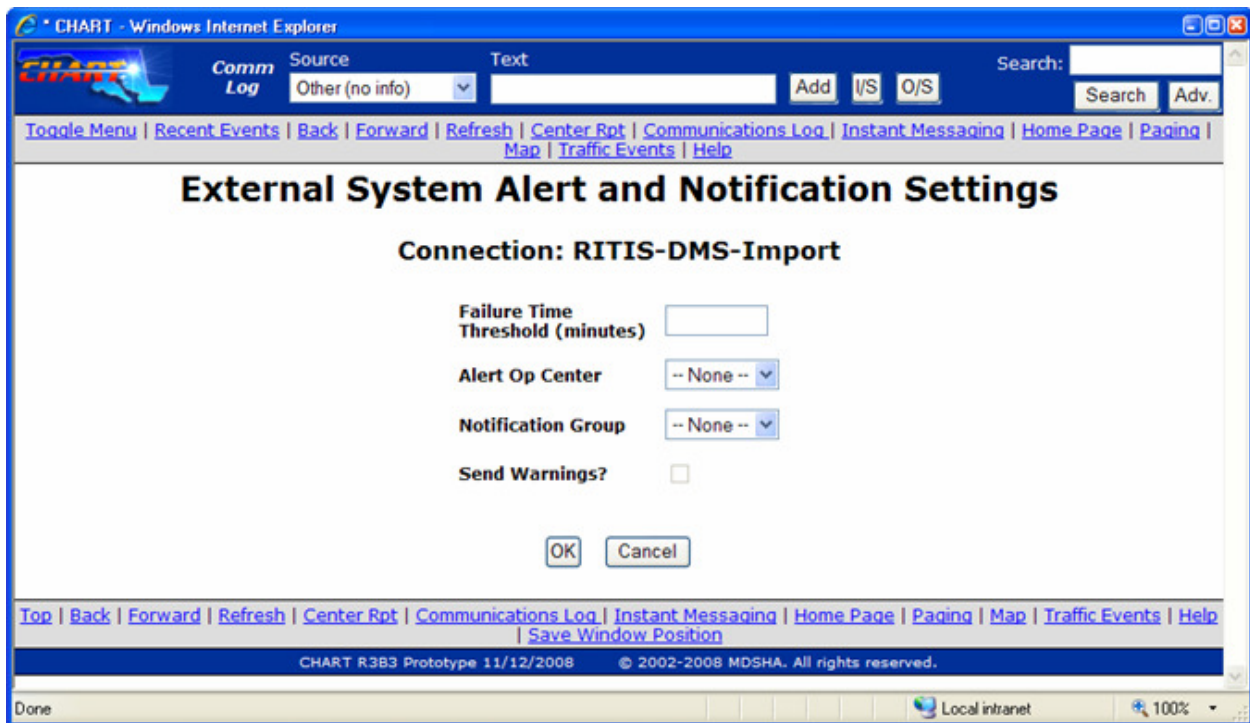 * CHART - Windows Internet Explorer
CHART
Comm Log
Source
Other (no info)
Text
Add
I/S
O/S
Search:
Search
Adv.
Toggle Menu | Recent Events | Back | Forward | Refresh | Center Rpt | Communications Log | Instant Messaging | Home Page | Paging |
Map | Traffic Events | Help
External System Alert and Notification Settings
Connection: RITIS-DMS-Import
Failure Time
Threshold (minutes)
Alert Op Center
-- None --
Notification Group
-- None --
Send Warnings?
OK
Cancel
Top | Back | Forward | Refresh | Center Rpt | Communications Log | Instant Messaging | Home Page | Paging | Map | Traffic Events | Help
| Save Window Position
CHART R3B3 Prototype 11/12/2008 © 2002-2008 MDSHA. All rights reserved.
Done
Local intranet
100%